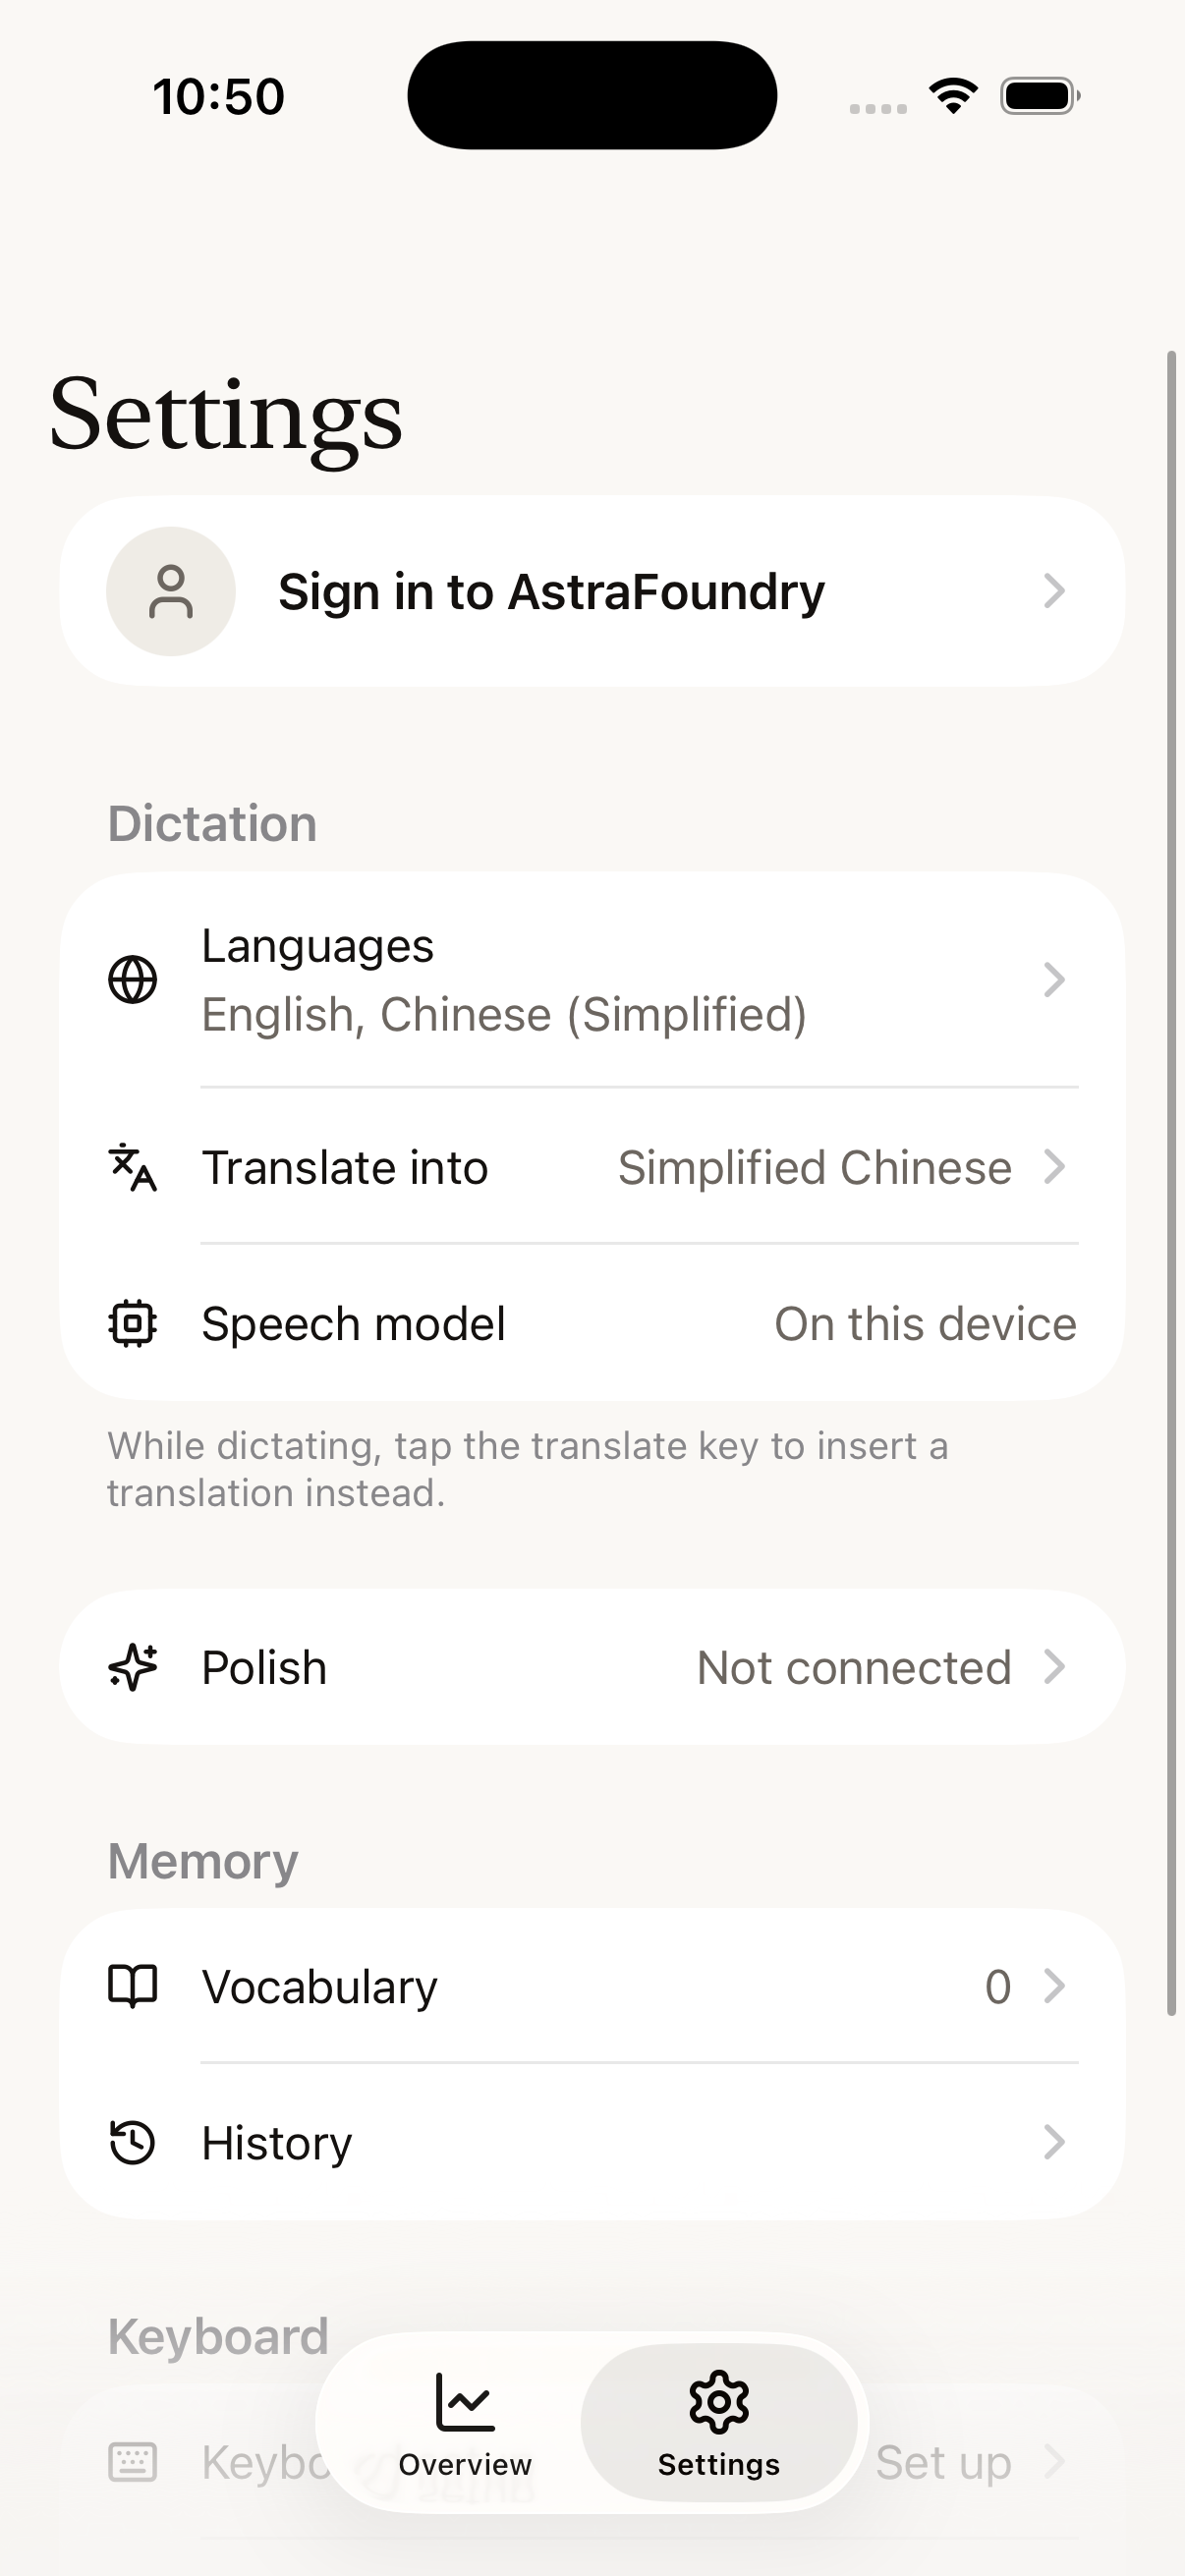 10:50
Settings
Sign in to AstraFoundry
Dictation
Languages
English, Chinese (Simplified)
Translate into Simplified Chinese
Speech model On this device
While dictating, tap the translate key to insert a
translation instead.
Polish Not connected
Memory
Vocabulary 0
History
Keyboard
Set up
Overview Settings